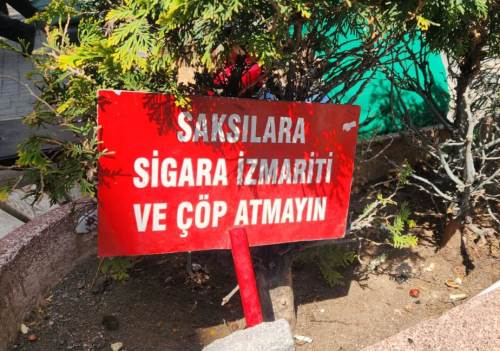 SAKSILARA
SİGARA İZMARİTİ
VE ÇÖP ATMAYIN